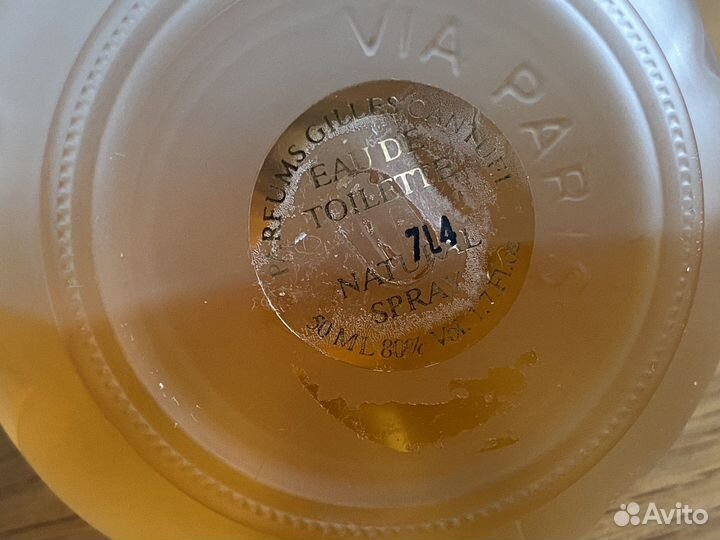 VIA PARIS
PARFUMS GILLES CANTUEL
EAU DE
TOILETTE
7L4
NATURAL
SPRAY
50 ML 80% Vol. 1.7 Fl.oz
Avito